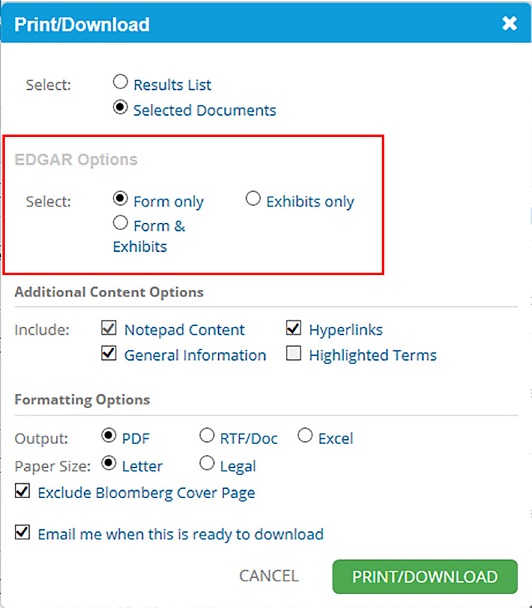 Print/Download
Select: Results List
Selected Documents
EDGAR Options
Select: Form only Exhibits only
Form &
Exhibits
Additional Content Options
Include: Notepad Content Hyperlinks
General Information Highlighted Terms
Formatting Options
Output: PDF RTF/Doc Excel
Paper Size: Letter Legal
Exclude Bloomberg Cover Page
Email me when this is ready to download
CANCEL PRINT/DOWNLOAD